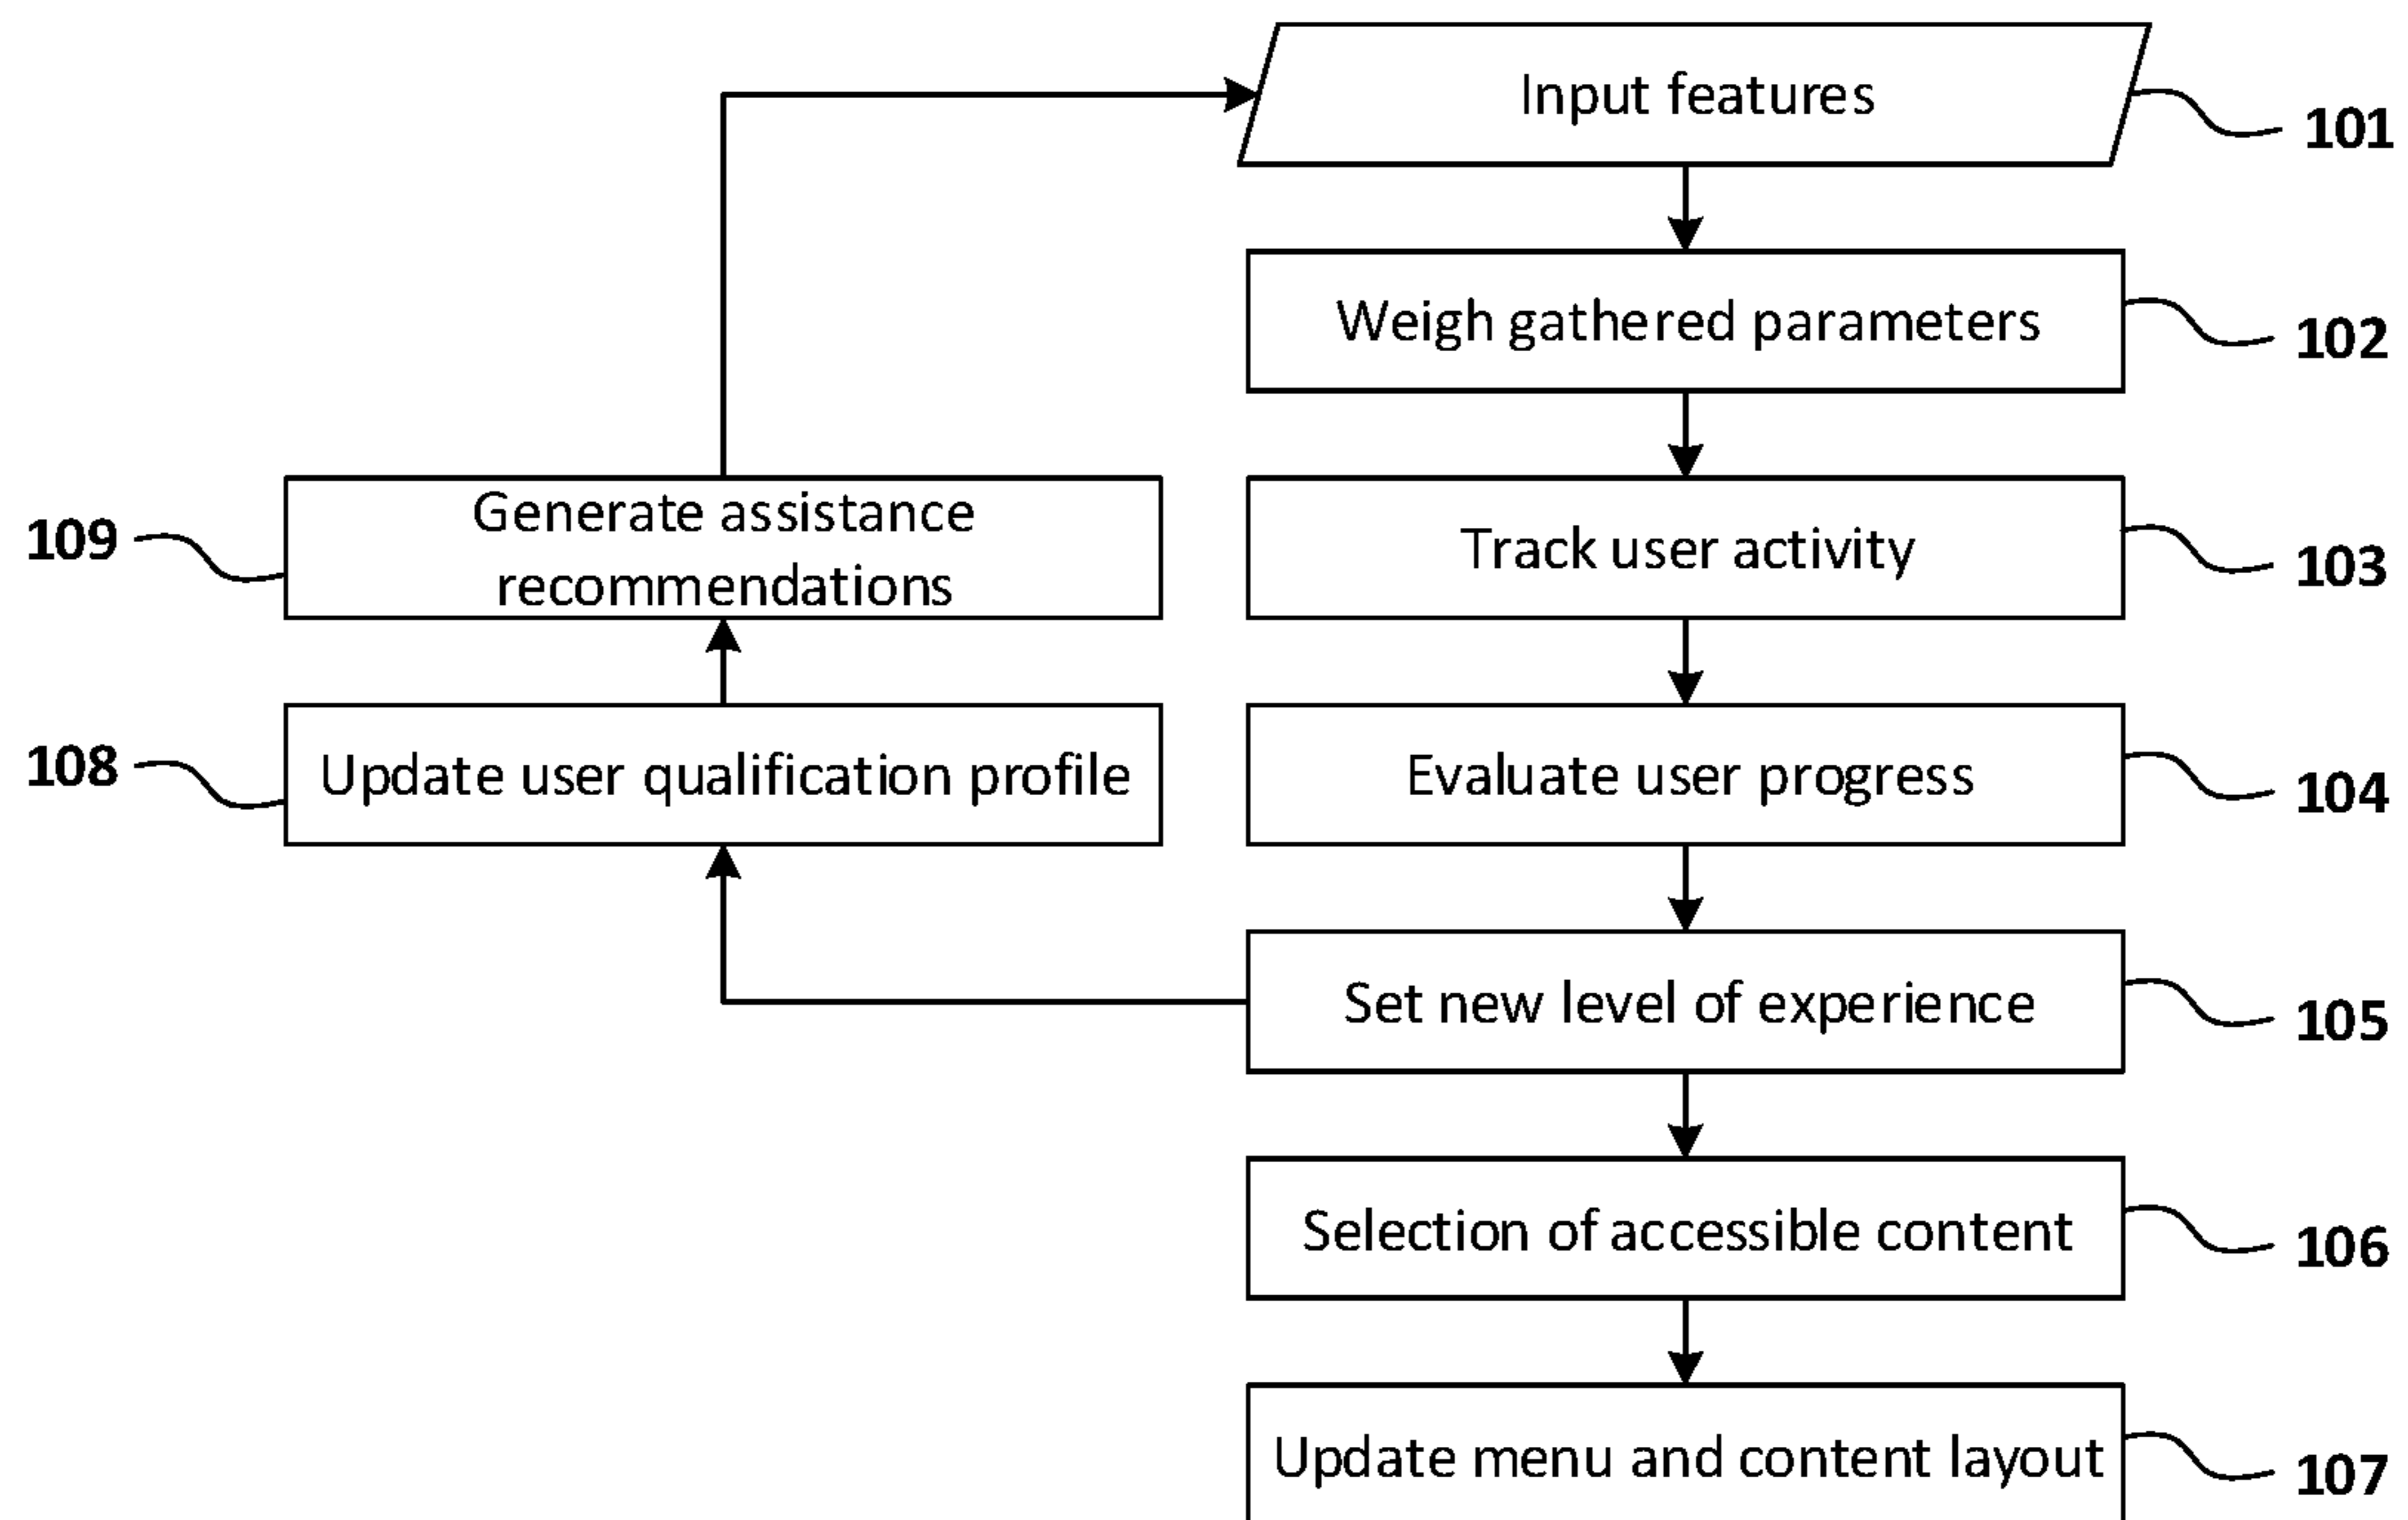 Input features
101
Weigh gathered parameters
102
Generate assistance
recommendations
109
Track user activity
103
108
Update user qualification profile
Evaluate user progress
104
Set new level of experience
105
Selection of accessible content
106
Update menu and content layout
107